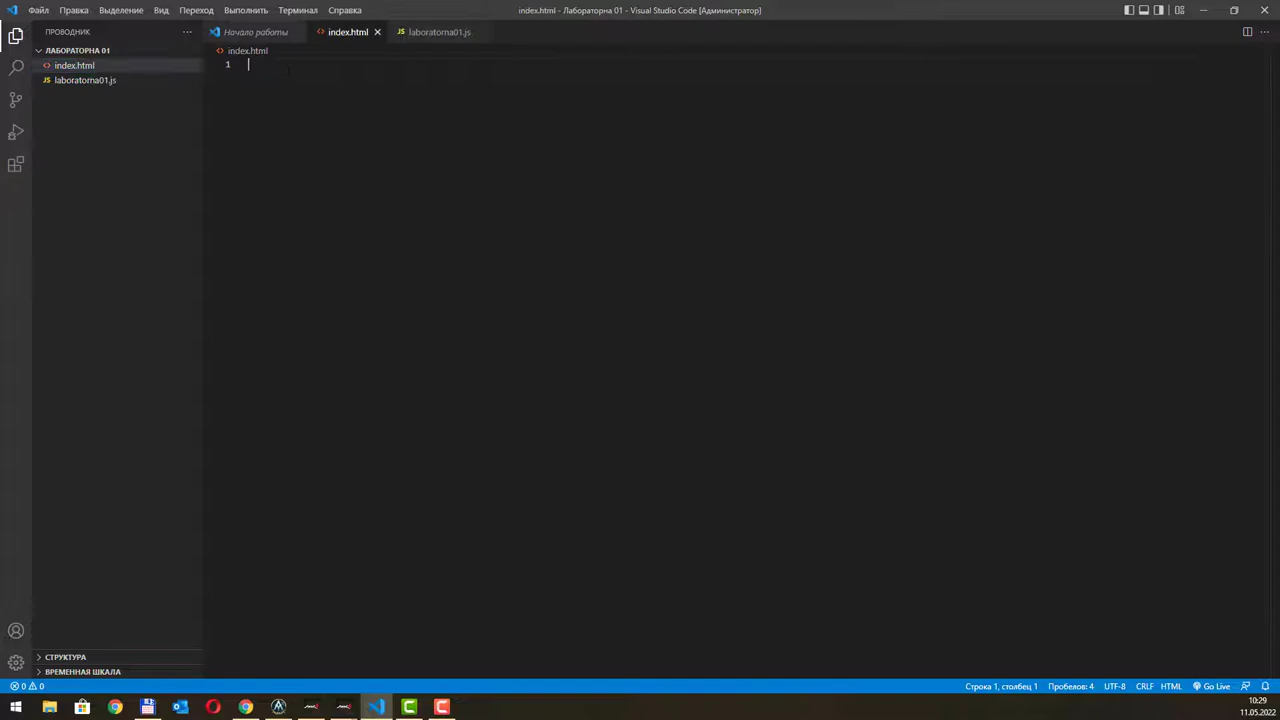 Файл Правка Выделение Вид Переход Выполнить Терминал Справка
index.html - Лабораторна 01 - Visual Studio Code [Администратор]
ПРОВОДНИК
Начало работы
index.html
JS laboratorna01.js
ЛАБОРАТОРНА 01
index.html
1
index.html
JS laboratorna01.js
СТРУКТУРА
ВРЕМЕННАЯ ШКАЛА
0 0
Строка 1, столбец 1
Пробелов: 4
UTF-8
CRLF
HTML
Go Live
10:29
11.05.2022